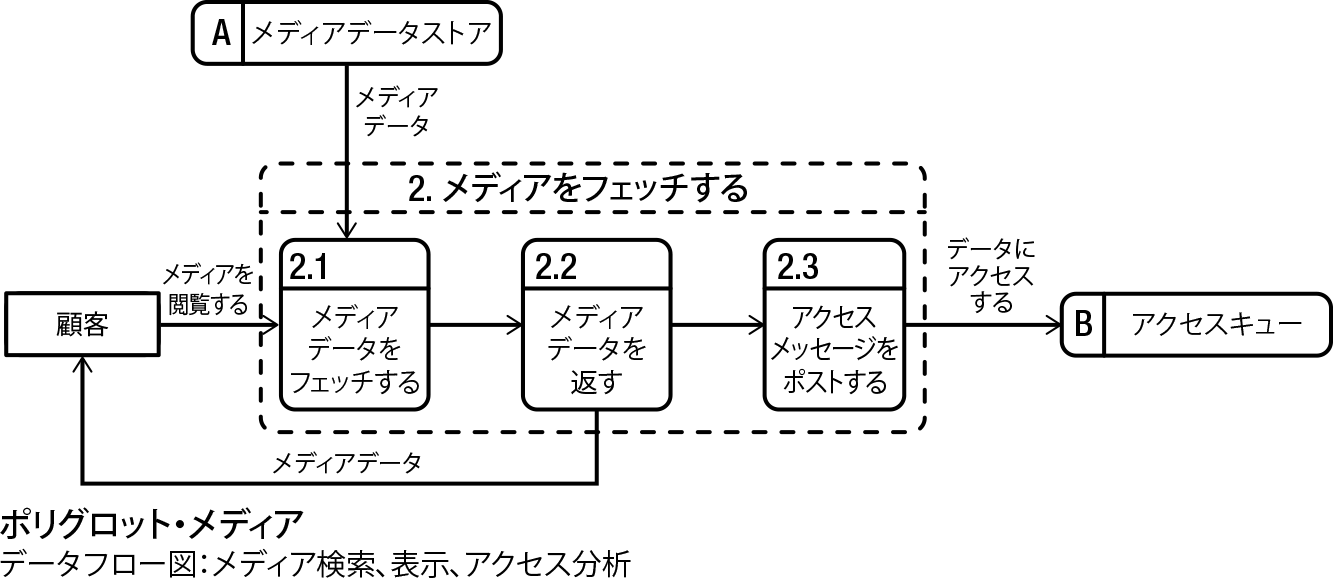 A メディアデータストア
メディア
データ
2. メディアをフェッチする
メディアを
閲覧する
顧客
2.1
メディア
データを
フェッチする
2.2
メディア
データを
返す
2.3
アクセス
メッセージを
ポストする
データに
アクセス
する
B アクセスキュー
メディアデータ
ポリグロット・メディア
データフロー図：メディア検索、表示、アクセス分析